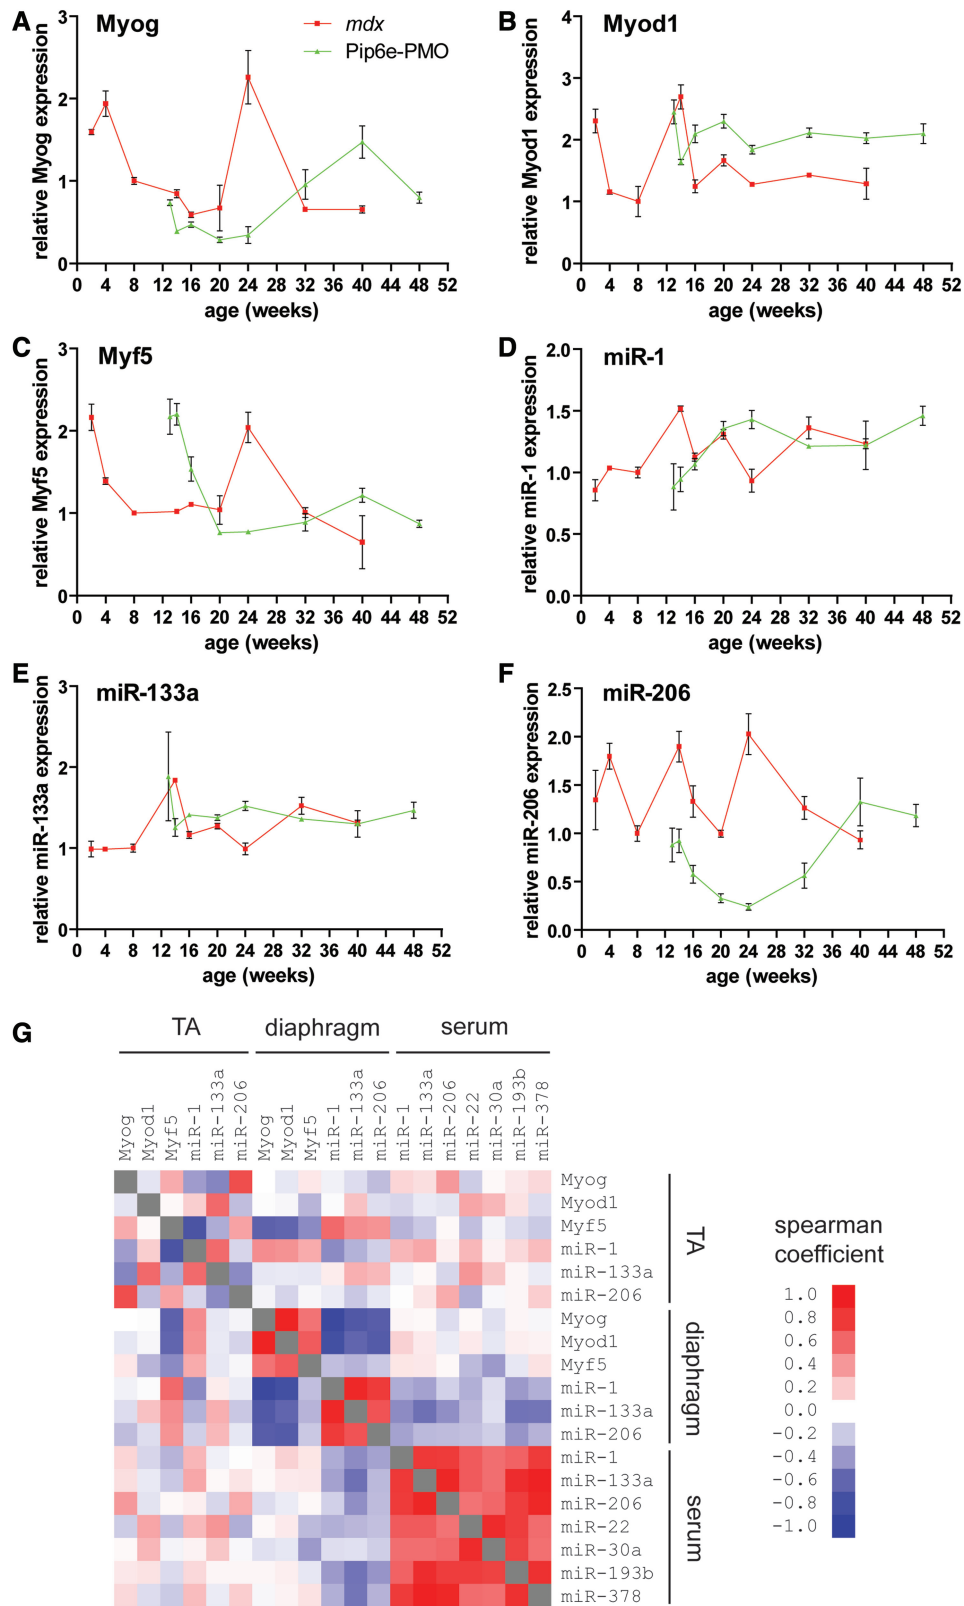 A
Myog
mdx
Pip6e-PMO
relative Myog expression
3
2
1
0
0 4 8 12 16 20 24 28 32 36 40 44 48 52
age (weeks)
B
Myod1
relative Myod1 expression
4
3
2
1
0
0 4 8 12 16 20 24 28 32 36 40 44 48 52
age (weeks)
C
Myf5
relative Myf5 expression
3
2
1
0
0 4 8 12 16 20 24 28 32 36 40 44 48 52
age (weeks)
D
miR-1
relative miR-1 expression
2.0
1.5
1.0
0.5
0.0
0 4 8 12 16 20 24 28 32 36 40 44 48 52
age (weeks)
E
miR-133a
relative miR-133a expression
3
2
1
0
0 4 8 12 16 20 24 28 32 36 40 44 48 52
age (weeks)
F
miR-206
relative miR-206 expression
2.5
2.0
1.5
1.0
0.5
0.0
0 4 8 12 16 20 24 28 32 36 40 44 48 52
age (weeks)
G
TA diaphragm serum
Myog
Myod1
Myf5
miR-1
miR-133a
miR-206
Myog
Myod1
Myf5
miR-1
miR-133a
miR-206
miR-1
miR-133a
miR-206
miR-22
miR-30a
miR-193b
miR-378
Myog
Myod1
Myf5
miR-1
miR-133a
miR-206
Myog
Myod1
Myf5
miR-1
miR-133a
miR-206
miR-1
miR-133a
miR-206
miR-22
miR-30a
miR-193b
miR-378
TA
diaphragm
serum
spearman
coefficient
1.0
0.8
0.6
0.4
0.2
0.0
-0.2
-0.4
-0.6
-0.8
-1.0